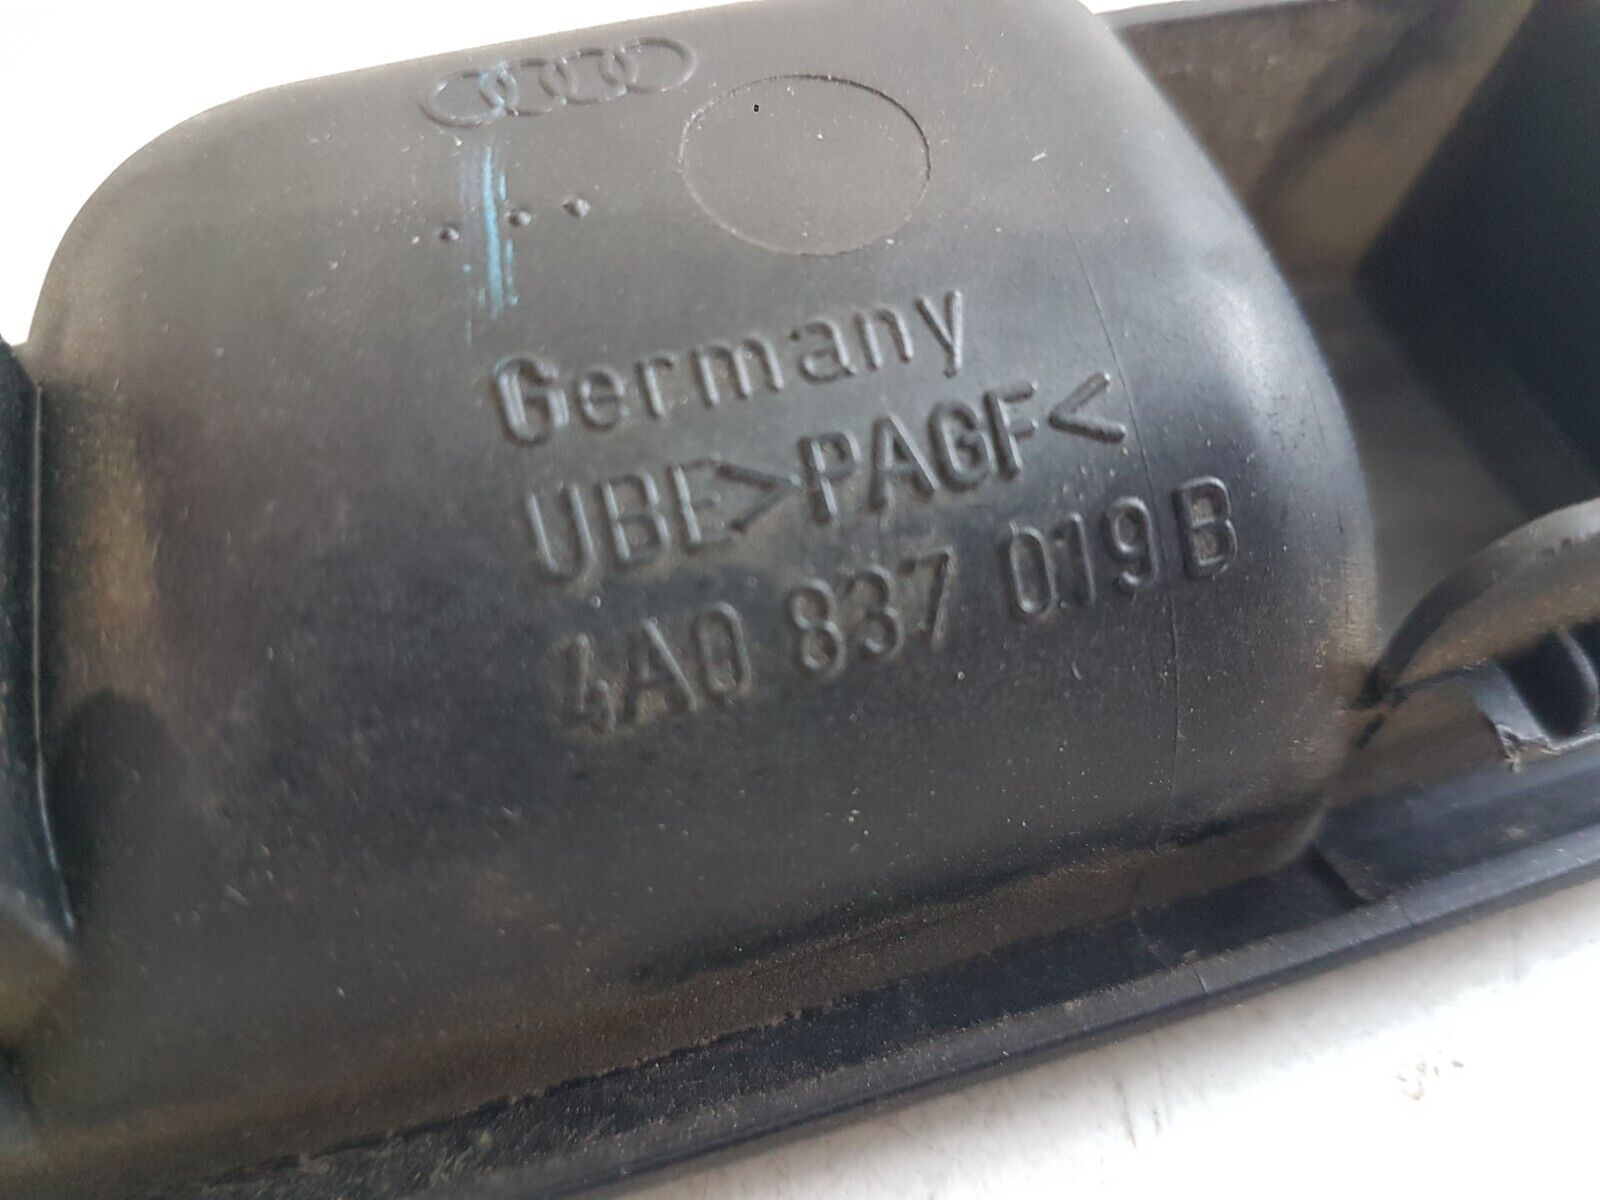 Germany
UBE>PAGF<
4A0 837 019 B